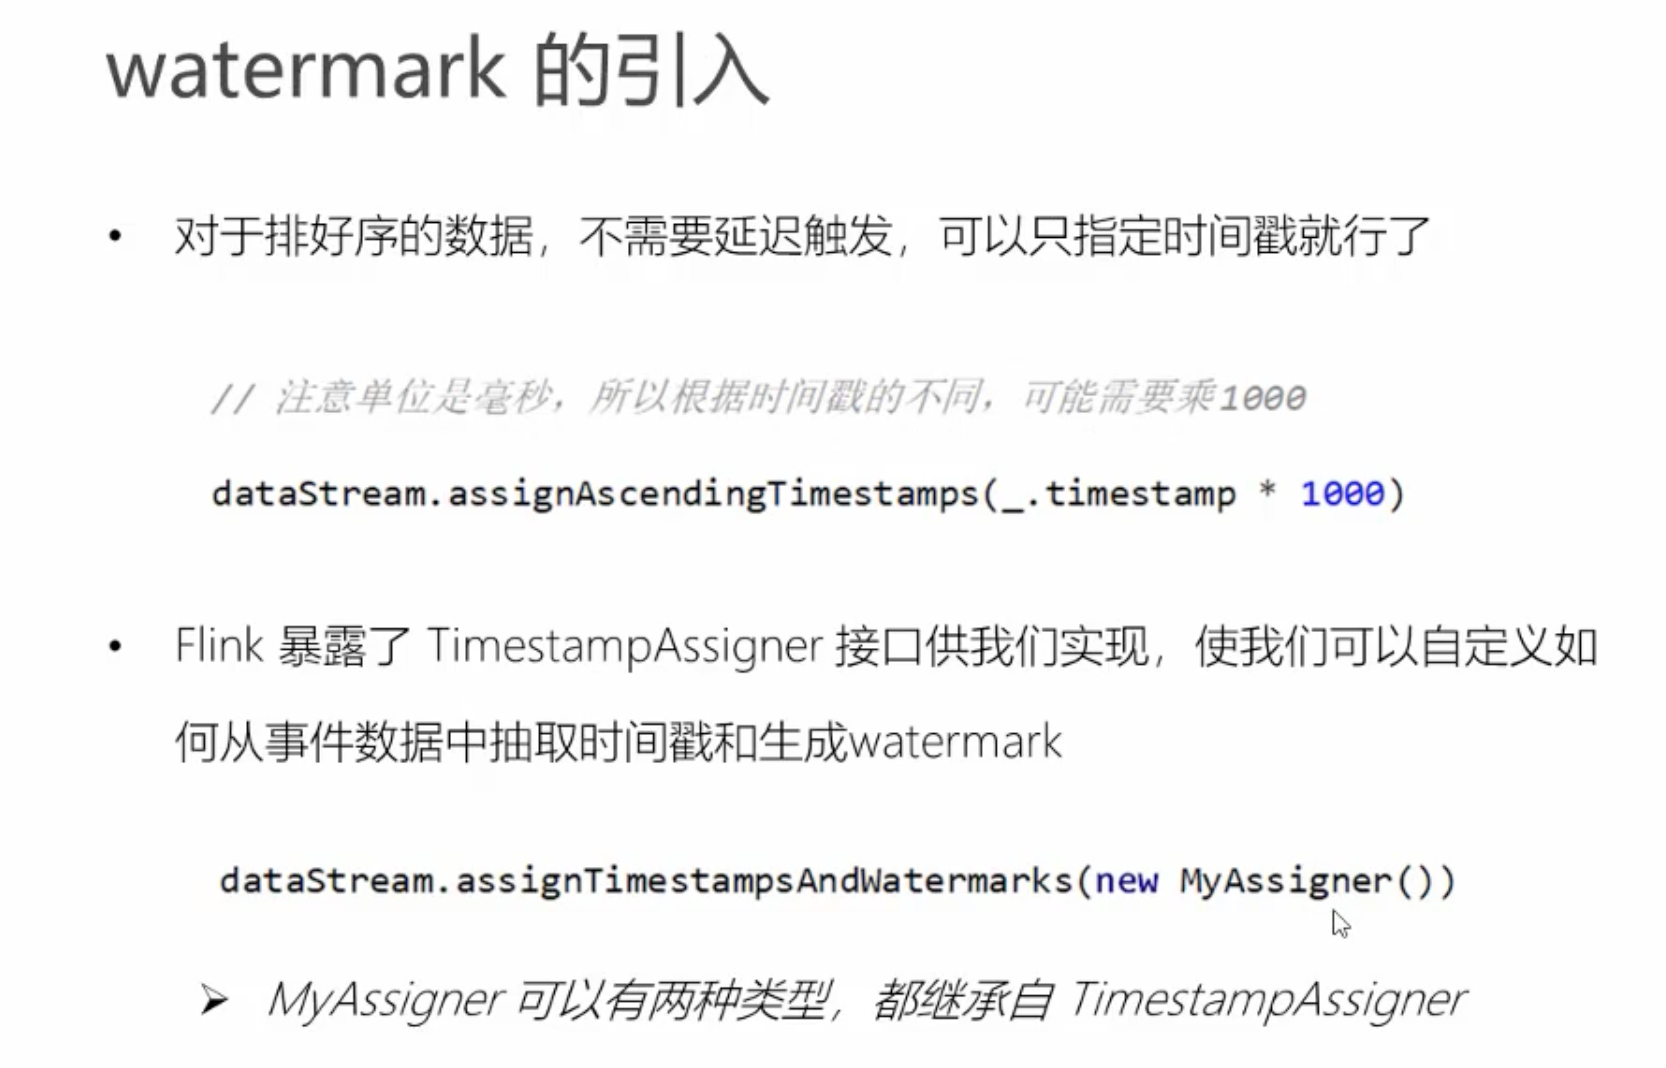 watermark 的引入
• 对于排好序的数据，不需要延迟触发，可以只指定时间戳就行了
// 注意单位是毫秒，所以根据时间戳的不同，可能需要乘1000
dataStream.assignAscendingTimestamps(_.timestamp * 1000)
• Flink 暴露了 TimestampAssigner 接口供我们实现，使我们可以自定义如
何从事件数据中抽取时间戳和生成watermark
dataStream.assignTimestampsAndWatermarks(new MyAssigner())
➢ MyAssigner 可以有两种类型，都继承自 TimestampAssigner